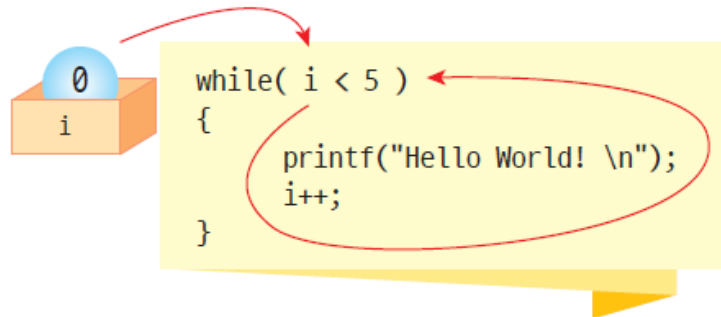 0
i
while( i < 5 )
{
printf("Hello World! \n");
i++;
}